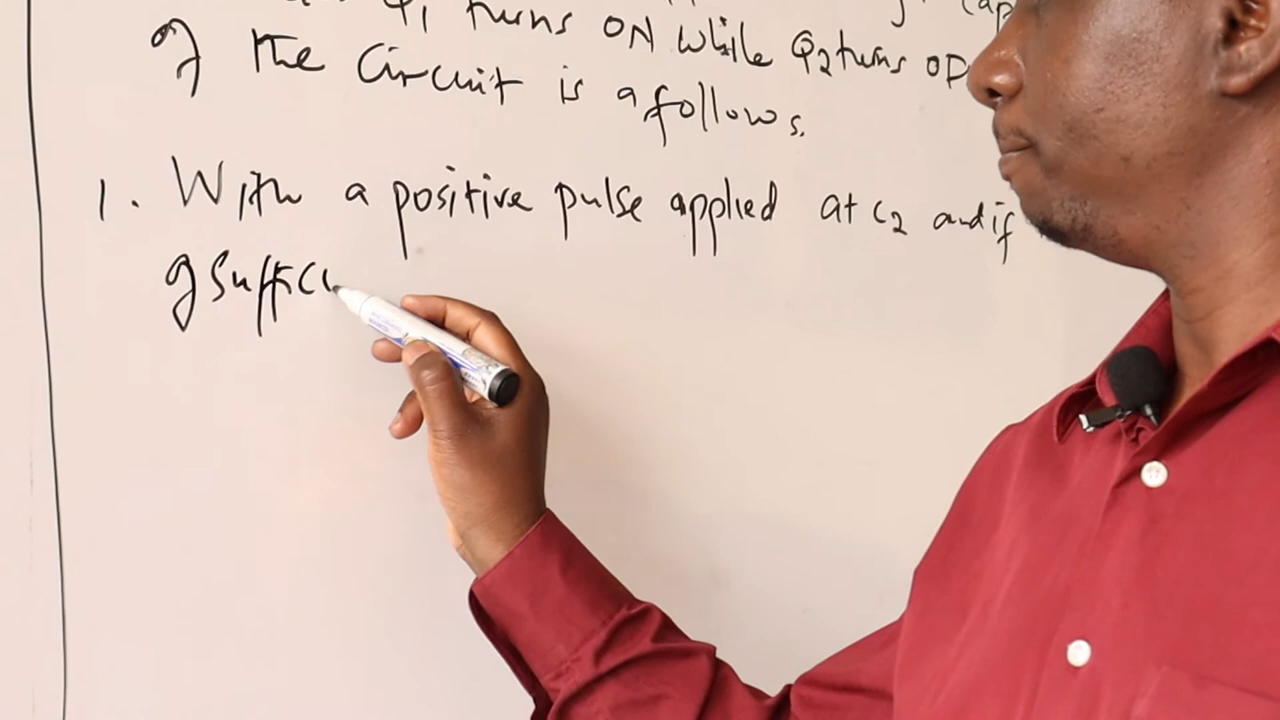 Q1 turns ON while Q2 turns
of the circuit is a follows.
1. With a positive pulse applied at C2 and if
of suffici